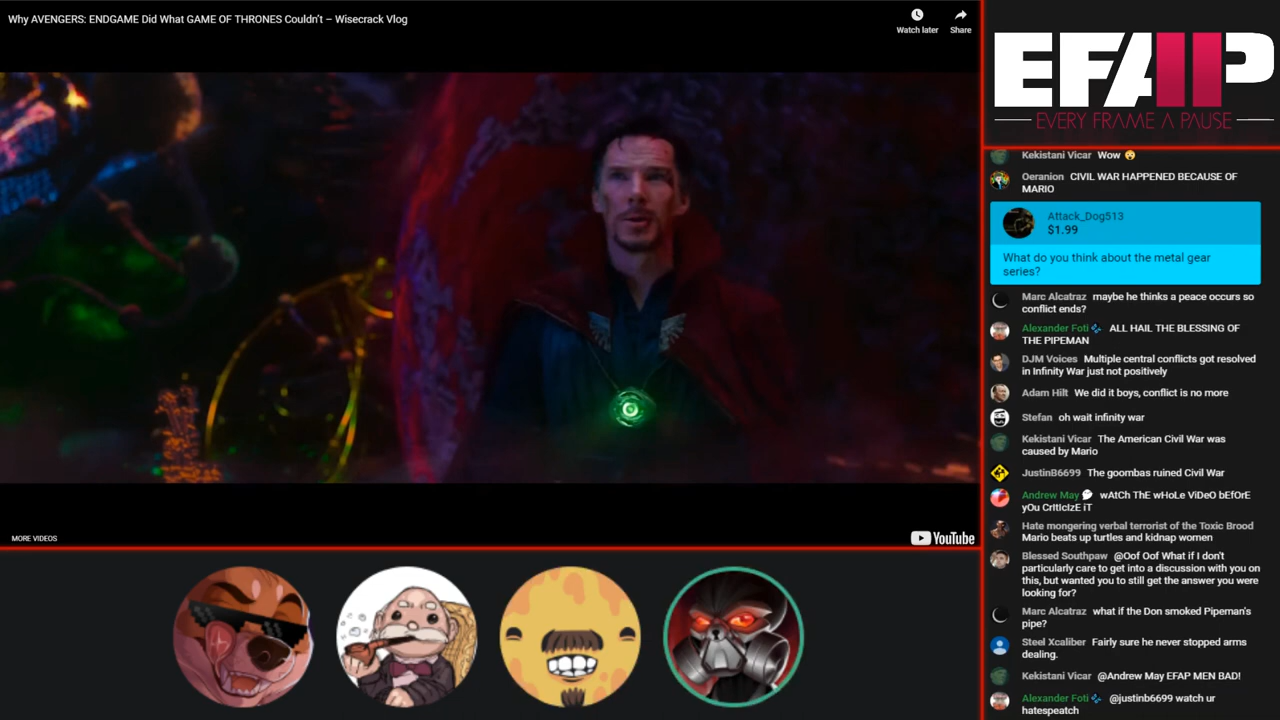 Why AVENGERS: ENDGAME Did What GAME OF THRONES Couldn't – Wisecrack Vlog
Watch later
Share
MORE VIDEOS
YouTube
EFAP
EVERY FRAME A PAUSE
Kekistani Vicar Wow 😮
Oeranion CIVIL WAR HAPPENED BECAUSE OF
MARIO
Attack_Dog513
$1.99
What do you think about the metal gear
series?
Marc Alcatraz maybe he thinks a peace occurs so
conflict ends?
Alexander Foti ALL HAIL THE BLESSING OF
THE PIPEMAN
DJM Voices Multiple central conflicts got resolved
in Infinity War just not positively
Adam Hilt We did it boys, conflict is no more
Stefan oh wait infinity war
Kekistani Vicar The American Civil War was
caused by Mario
JustinB6699 The goombas ruined Civil War
Andrew May wAtCh ThE wHoLe ViDeO bEfOrE
yOu CrItIcIzE iT
Hate mongering verbal terrorist of the Toxic Brood
Mario beats up turtles and kidnap women
Blessed Southpaw @Oof Oof What if I don't
particularly care to get into a discussion with you on
this, but wanted you to still get the answer you were
looking for?
Marc Alcatraz what if the Don smoked Pipeman's
pipe?
Steel Xcaliber Fairly sure he never stopped arms
dealing.
Kekistani Vicar @Andrew May EFAP MEN BAD!
Alexander Foti @justinb6699 watch ur
hatespeatch